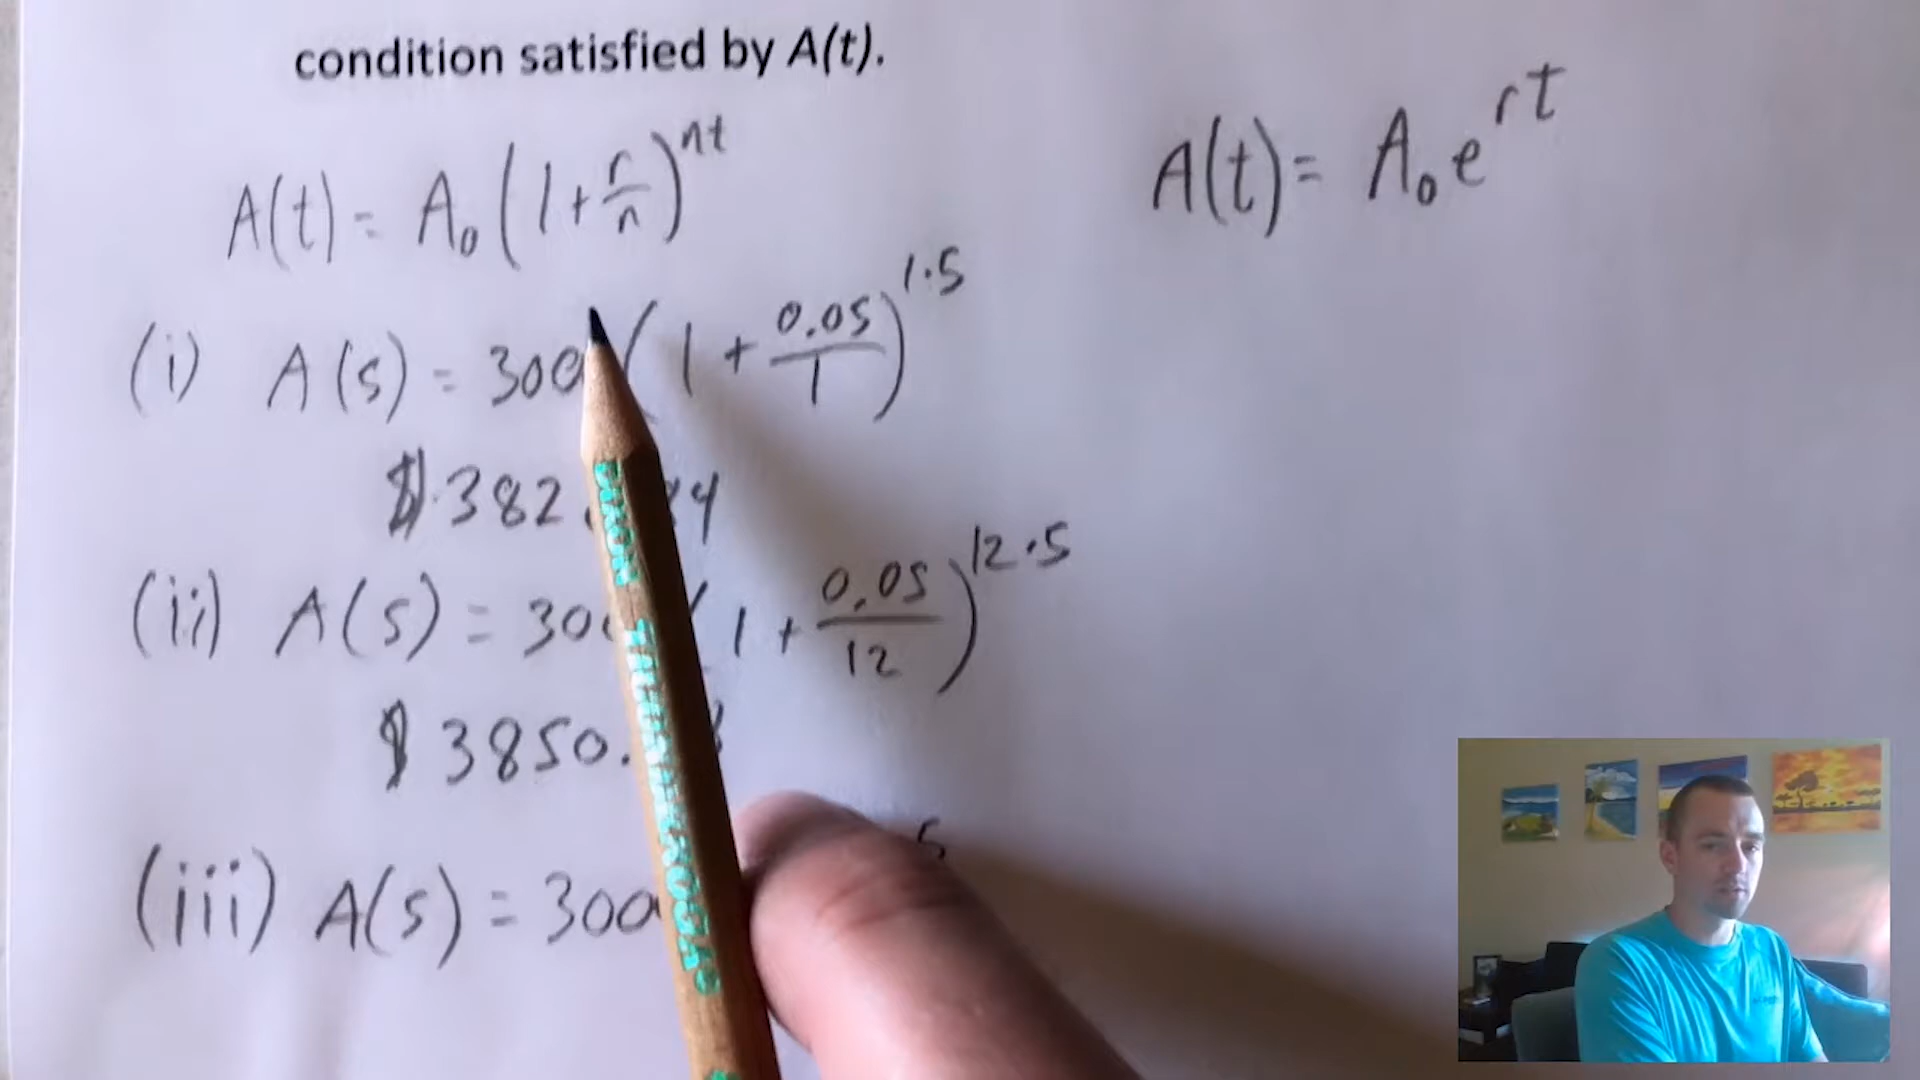 condition satisfied by A(t).
A(t) = A₀(1 + r/n)^nt
A(t) = A₀e^rt
(i) A(5) = 300 (1 + 0.05/1)^1·5
$ 382
(ii) A(5) = 30 (1 + 0.05/12)^12·5
$ 3850.
(iii) A(5) = 300
5